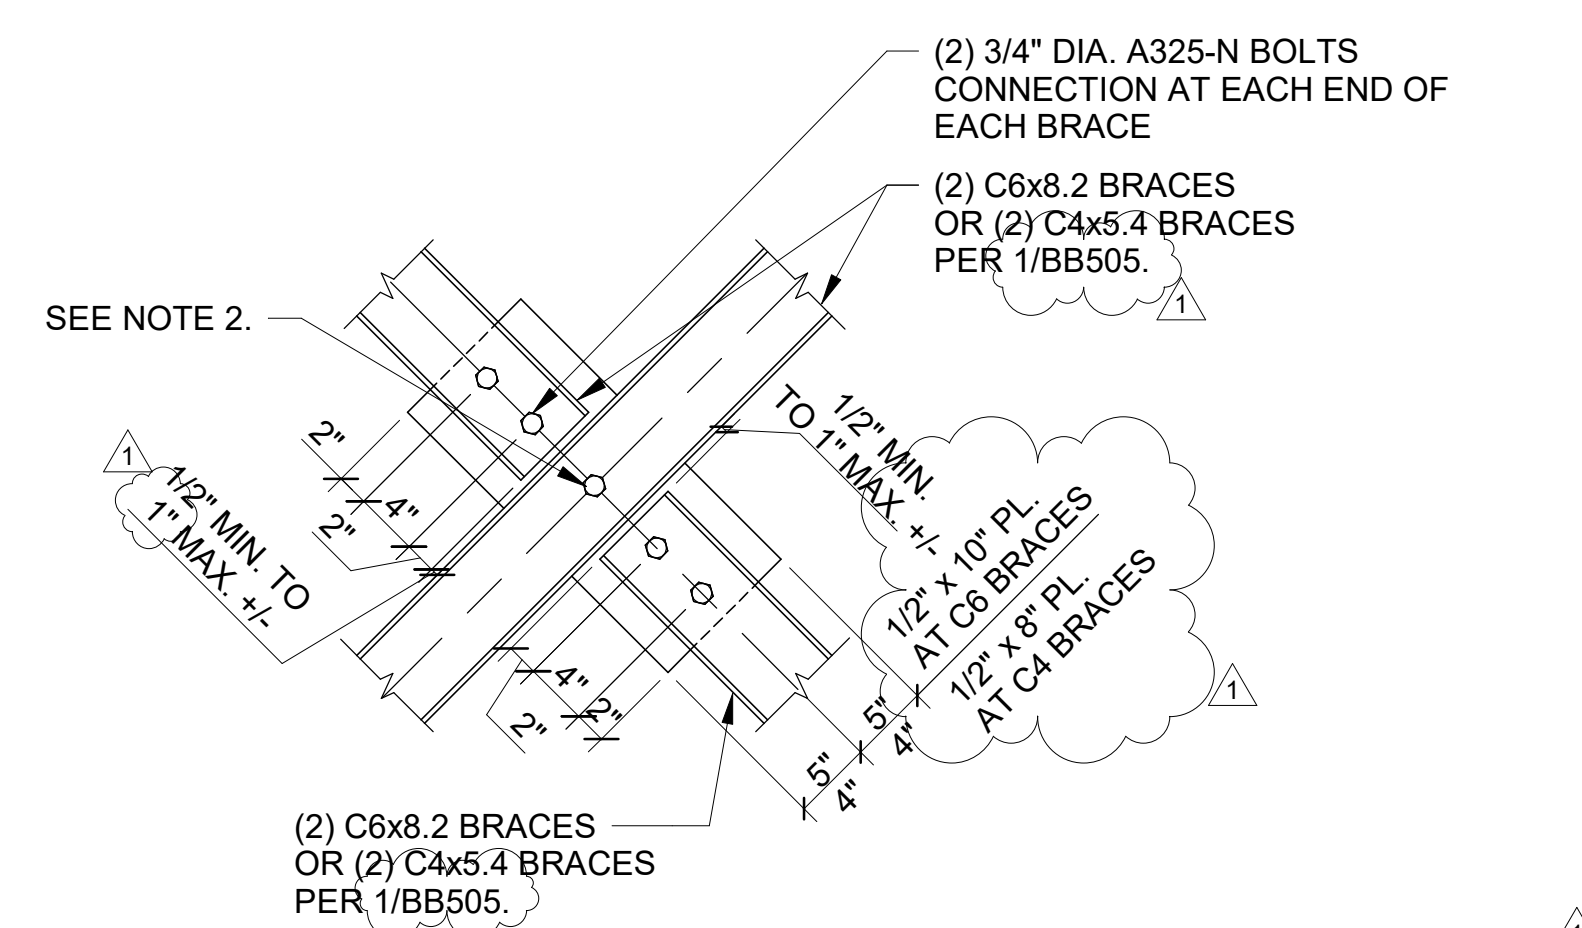 (2) 3/4" DIA. A325-N BOLTS
CONNECTION AT EACH END OF
EACH BRACE
(2) C6x8.2 BRACES
OR (2) C4x5.4 BRACES
PER 1/BB505.
1
SEE NOTE 2.
1
1/2" MIN. TO
1" MAX. +/-
2"
4"
2"
1/2" MIN.
TO 1" MAX. +/-
1/2" x 10" PL.
AT C6 BRACES
1/2" x 8" PL.
AT C4 BRACES
1
4"
2"
2"
5"
4"
5"
4"
(2) C6x8.2 BRACES
OR (2) C4x5.4 BRACES
PER 1/BB505.